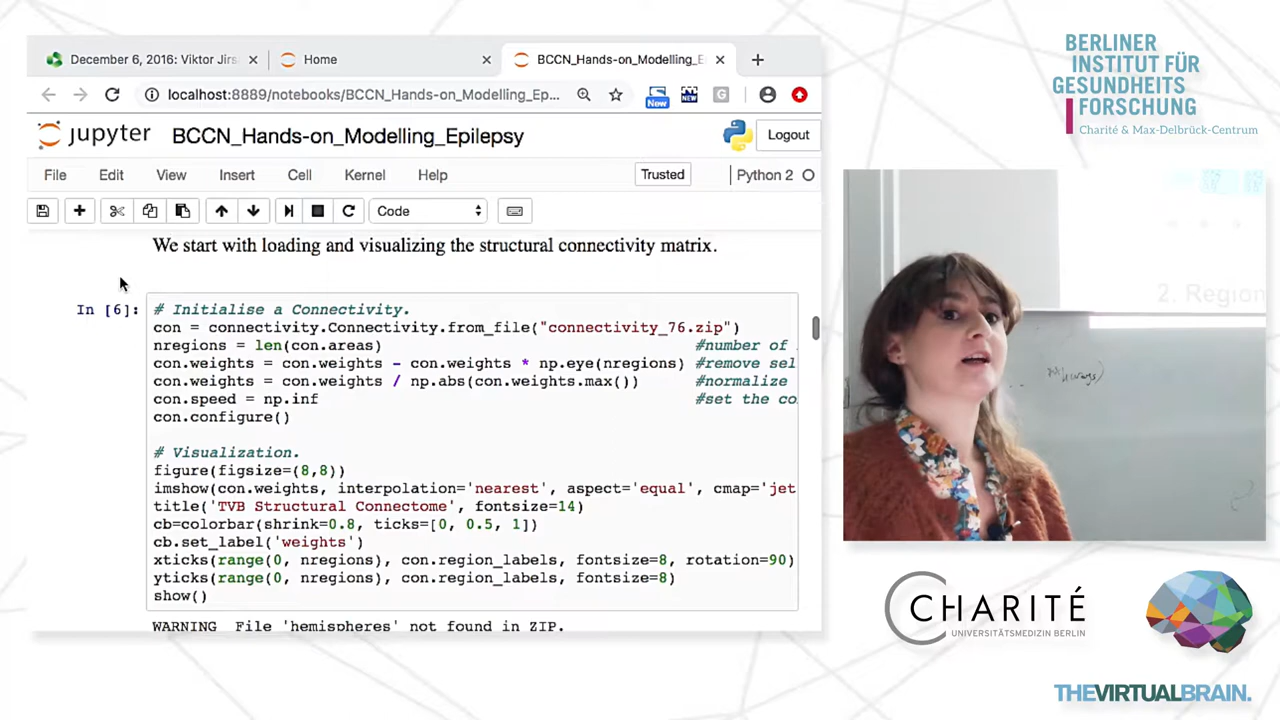 December 6, 2016: Viktor Jirs
Home
BCCN_Hands-on_Modelling_E
localhost:8889/notebooks/BCCN_Hands-on_Modelling_Ep...
New
NEW
G
jupyter
BCCN_Hands-on_Modelling_Epilepsy
Logout
File Edit View Insert Cell Kernel Help
Trusted
Python 2
Code
We start with loading and visualizing the structural connectivity matrix.
In [6]:
# Initialise a Connectivity.
con = connectivity.Connectivity.from_file("connectivity_76.zip")
nregions = len(con.areas) #number of
con.weights = con.weights - con.weights * np.eye(nregions) #remove sel
con.weights = con.weights / np.abs(con.weights.max()) #normalize
con.speed = np.inf #set the co
con.configure()
# Visualization.
figure(figsize=(8,8))
imshow(con.weights, interpolation='nearest', aspect='equal', cmap='jet
title('TVB Structural Connectome', fontsize=14)
cb=colorbar(shrink=0.8, ticks=[0, 0.5, 1])
cb.set_label('weights')
xticks(range(0, nregions), con.region_labels, fontsize=8, rotation=90)
yticks(range(0, nregions), con.region_labels, fontsize=8)
show()
WARNING File 'hemispheres' not found in ZIP.
BERLINER
INSTITUT FÜR
GESUNDHEITS
FORSCHUNG
Charité & Max-Delbrück-Centrum
2. Region
CHARITÉ
UNIVERSITÄTSMEDIZIN BERLIN
THEVIRTUALBRAIN.